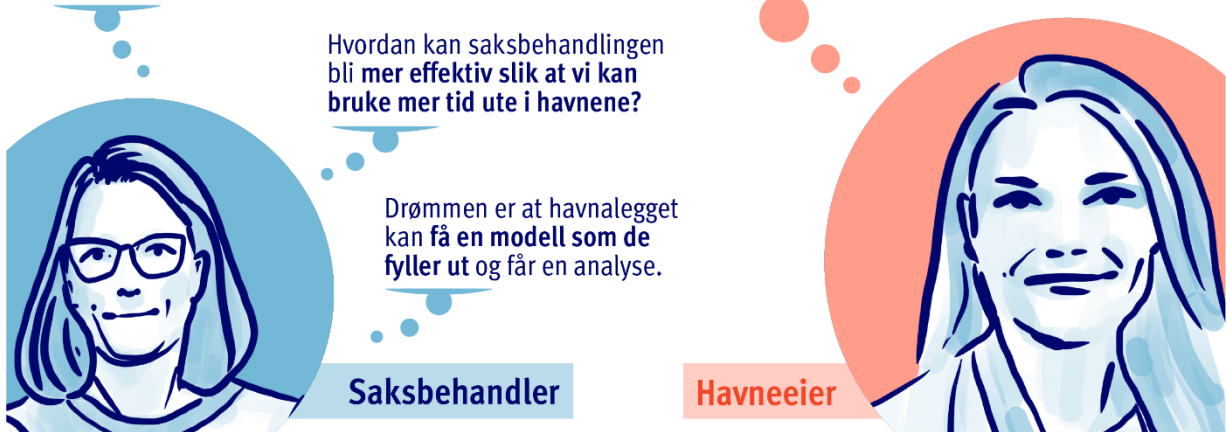 Hvordan kan saksbehandlingen
bli mer effektiv slik at vi kan
bruke mer tid ute i havnene?
Drømmen er at havnalegget
kan få en modell som de
fyller ut og får en analyse.
Saksbehandler
Havneeier